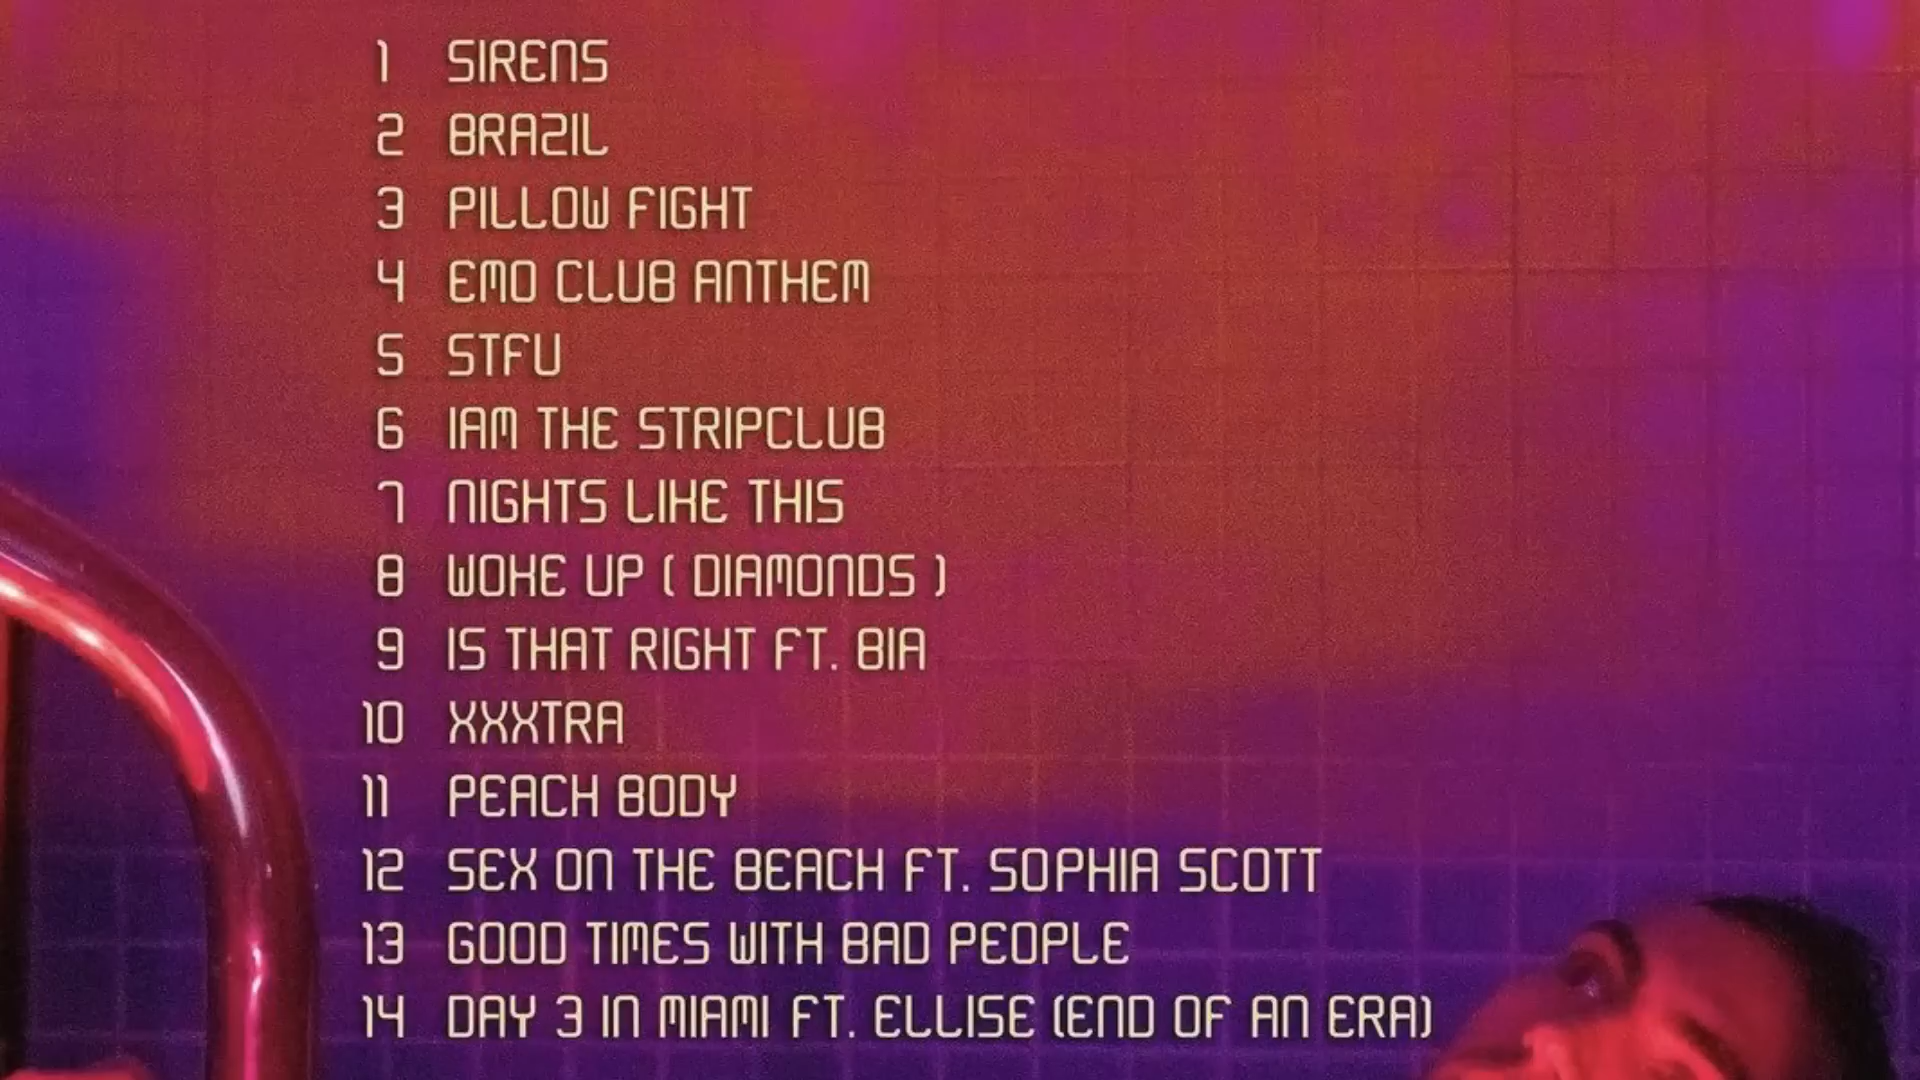 1 SIRENS
2 BRAZIL
3 PILLOW FIGHT
4 EMO CLUB ANTHEM
5 STFU
6 IAM THE STRIPCLUB
7 NIGHTS LIKE THIS
8 WOKE UP ( DIAMONDS )
9 IS THAT RIGHT FT. BIA
10 XXXTRA
11 PEACH BODY
12 SEX ON THE BEACH FT. SOPHIA SCOTT
13 GOOD TIMES WITH BAD PEOPLE
14 DAY 3 IN MIAMI FT. ELLISE (END OF AN ERA)